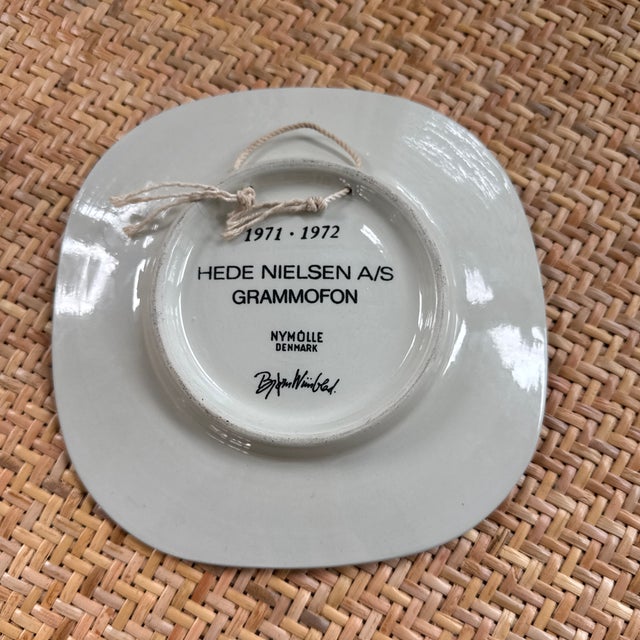 1971 · 1972
HEDE NIELSEN A/S
GRAMMOFON
NYMÖLLE
DENMARK
Bjørn Wiinblad.